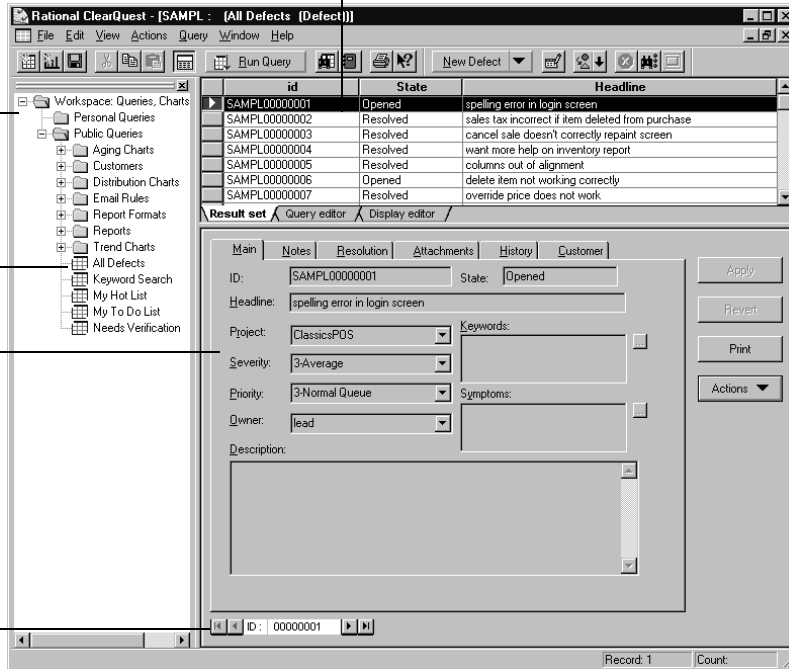 Rational ClearQuest - [SAMPL :   (All Defects  (Defect))]
File Edit View Actions Query Window Help
Run Query
New Defect
Workspace: Queries, Charts
Personal Queries
Public Queries
Aging Charts
Customers
Distribution Charts
Email Rules
Report Formats
Reports
Trend Charts
All Defects
Keyword Search
My Hot List
My To Do List
Needs Verification
id State Headline
SAMPL00000001 Opened spelling error in login screen
SAMPL00000002 Resolved sales tax incorrect if item deleted from purchase
SAMPL00000003 Resolved cancel sale doesn't correctly repaint screen
SAMPL00000004 Resolved want more help on inventory report
SAMPL00000005 Resolved columns out of alignment
SAMPL00000006 Opened delete item not working correctly
SAMPL00000007 Resolved override price does not work
Result set Query editor Display editor
Main Notes Resolution Attachments History Customer
ID: SAMPL00000001 State: Opened
Headline: spelling error in login screen
Project: ClassicsPOS Keywords:
...
Severity: 3-Average
Priority: 3-Normal Queue Symptoms:
...
Owner: lead
Description:
Apply
Revert
Print
Actions
ID : 00000001
Record: 1 Count: